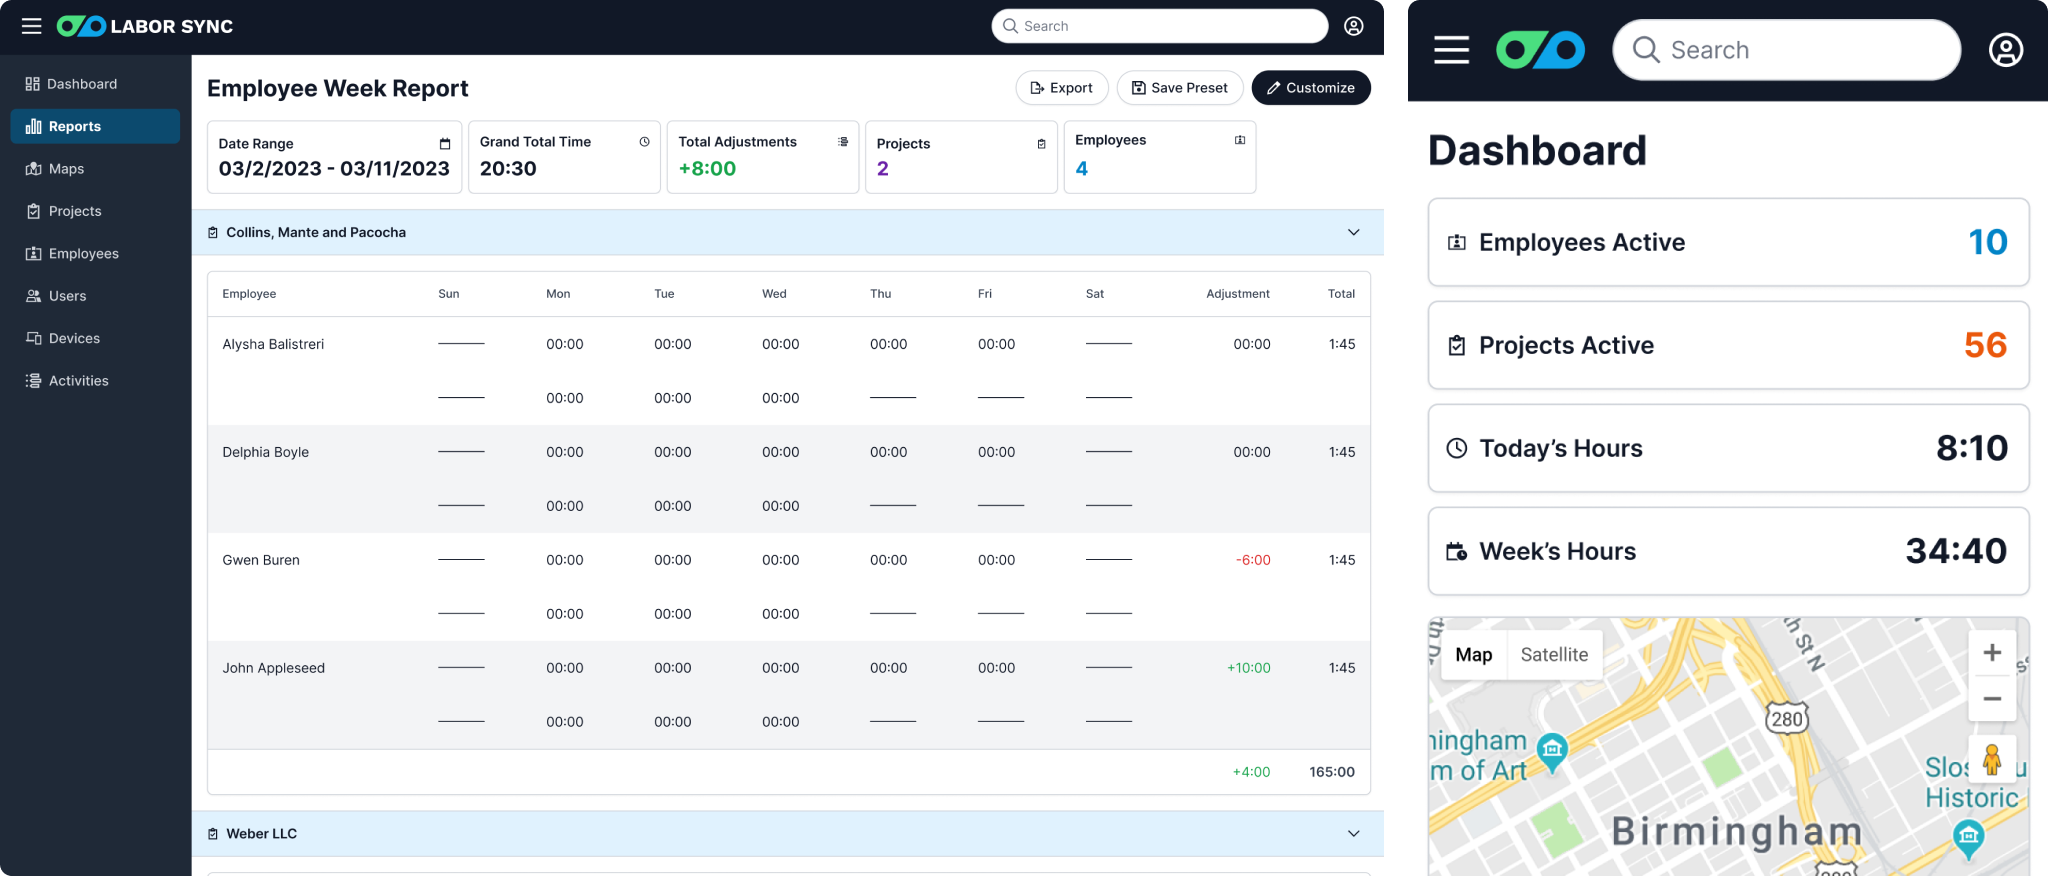 LABOR SYNC
Search
Dashboard
Reports
Maps
Projects
Employees
Users
Devices
Activities
Employee Week Report
Export
Save Preset
Customize
Date Range
03/2/2023 - 03/11/2023
Grand Total Time
20:30
Total Adjustments
+8:00
Projects
2
Employees
4
Collins, Mante and Pacocha
Employee Sun Mon Tue Wed Thu Fri Sat Adjustment Total
Alysha Balistreri 00:00 00:00 00:00 00:00 00:00 00:00 1:45
00:00 00:00 00:00
Delphia Boyle 00:00 00:00 00:00 00:00 00:00 00:00 1:45
00:00 00:00 00:00
Gwen Buren 00:00 00:00 00:00 00:00 00:00 -6:00 1:45
00:00 00:00 00:00
John Appleseed 00:00 00:00 00:00 00:00 00:00 +10:00 1:45
00:00 00:00 00:00
+4:00 165:00
Weber LLC
Search
Dashboard
Employees Active 10
Projects Active 56
Today’s Hours 8:10
Week’s Hours 34:40
Map Satellite
th St N
280
ningham
m of Art
Historic
Birmingham